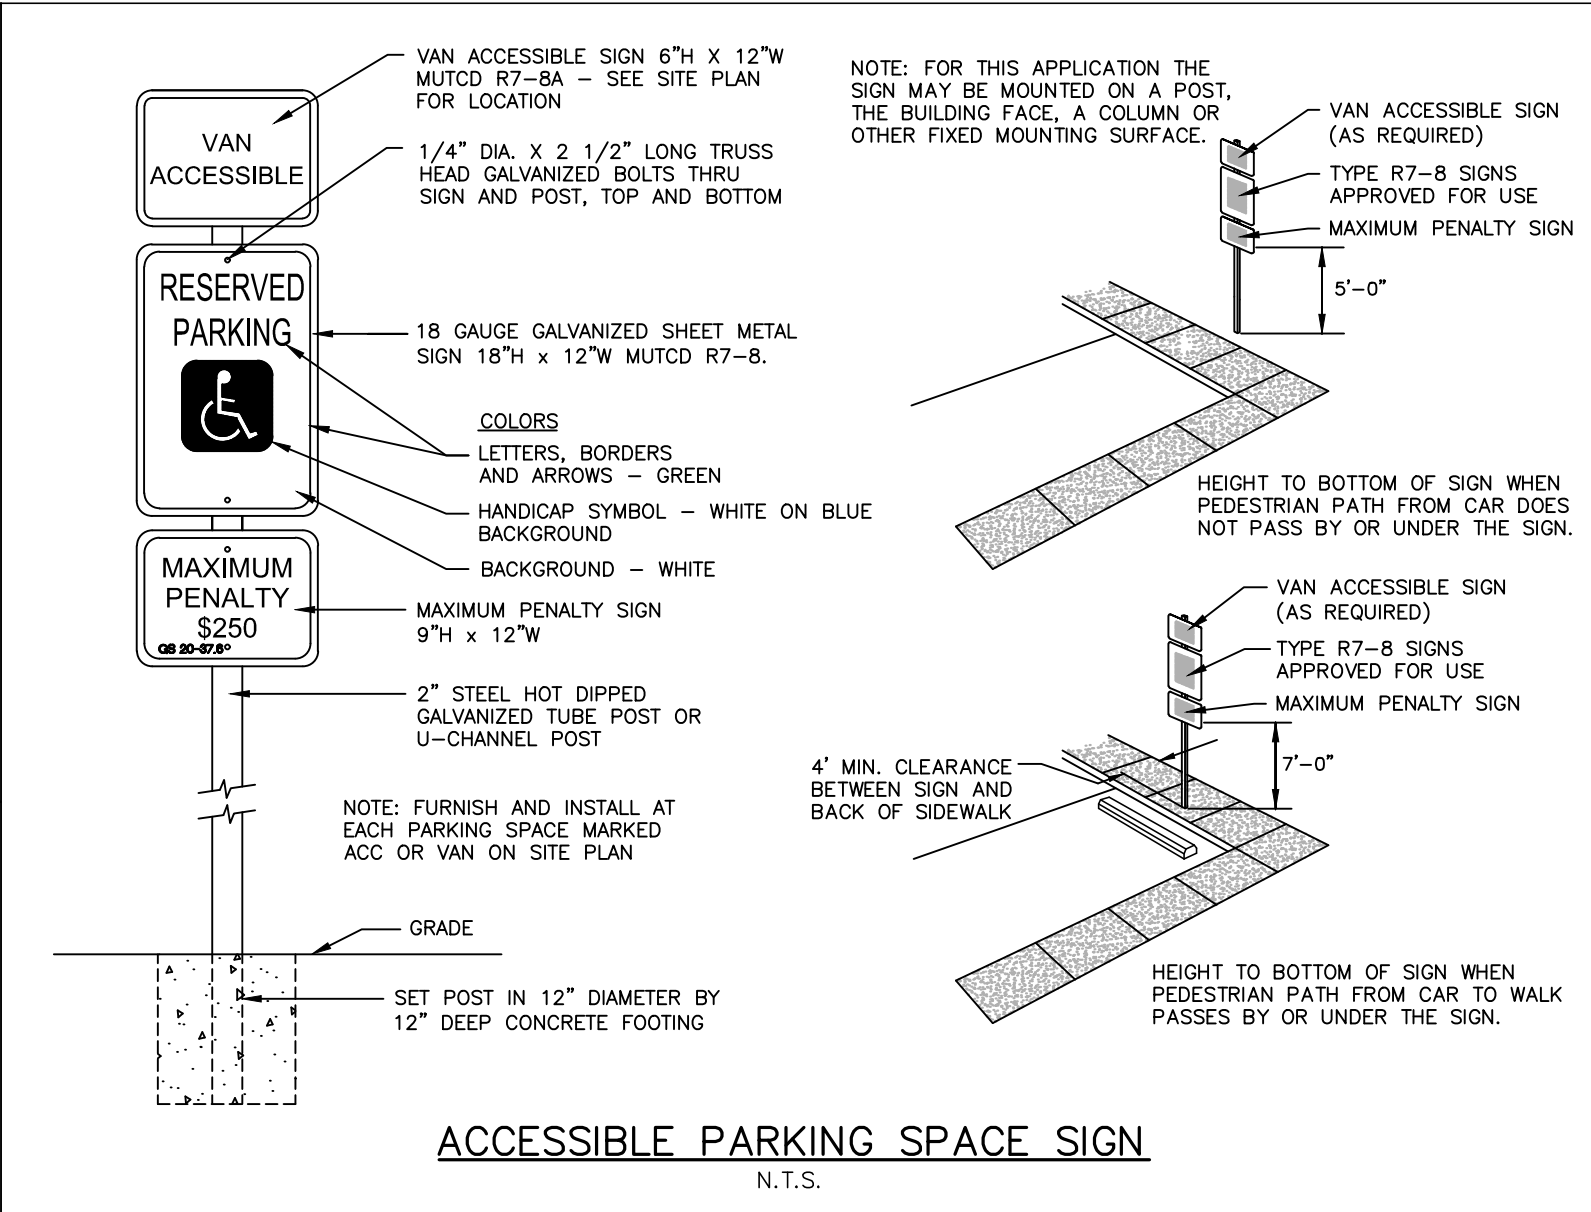 VAN ACCESSIBLE SIGN 6"H X 12"W
MUTCD R7-8A - SEE SITE PLAN
FOR LOCATION
VAN
ACCESSIBLE
1/4" DIA. X 2 1/2" LONG TRUSS
HEAD GALVANIZED BOLTS THRU
SIGN AND POST, TOP AND BOTTOM
RESERVED
PARKING
18 GAUGE GALVANIZED SHEET METAL
SIGN 18"H x 12"W MUTCD R7-8.
COLORS
LETTERS, BORDERS
AND ARROWS - GREEN
HANDICAP SYMBOL - WHITE ON BLUE
BACKGROUND
BACKGROUND - WHITE
MAXIMUM
PENALTY
$250
GS 20-37.6°
MAXIMUM PENALTY SIGN
9"H x 12"W
2" STEEL HOT DIPPED
GALVANIZED TUBE POST OR
U-CHANNEL POST
NOTE: FURNISH AND INSTALL AT
EACH PARKING SPACE MARKED
ACC OR VAN ON SITE PLAN
GRADE
SET POST IN 12" DIAMETER BY
12" DEEP CONCRETE FOOTING
NOTE: FOR THIS APPLICATION THE
SIGN MAY BE MOUNTED ON A POST,
THE BUILDING FACE, A COLUMN OR
OTHER FIXED MOUNTING SURFACE.
VAN ACCESSIBLE SIGN
(AS REQUIRED)
TYPE R7-8 SIGNS
APPROVED FOR USE
MAXIMUM PENALTY SIGN
5'-0"
HEIGHT TO BOTTOM OF SIGN WHEN
PEDESTRIAN PATH FROM CAR DOES
NOT PASS BY OR UNDER THE SIGN.
VAN ACCESSIBLE SIGN
(AS REQUIRED)
TYPE R7-8 SIGNS
APPROVED FOR USE
MAXIMUM PENALTY SIGN
7'-0"
4' MIN. CLEARANCE
BETWEEN SIGN AND
BACK OF SIDEWALK
HEIGHT TO BOTTOM OF SIGN WHEN
PEDESTRIAN PATH FROM CAR TO WALK
PASSES BY OR UNDER THE SIGN.
ACCESSIBLE PARKING SPACE SIGN
N.T.S.